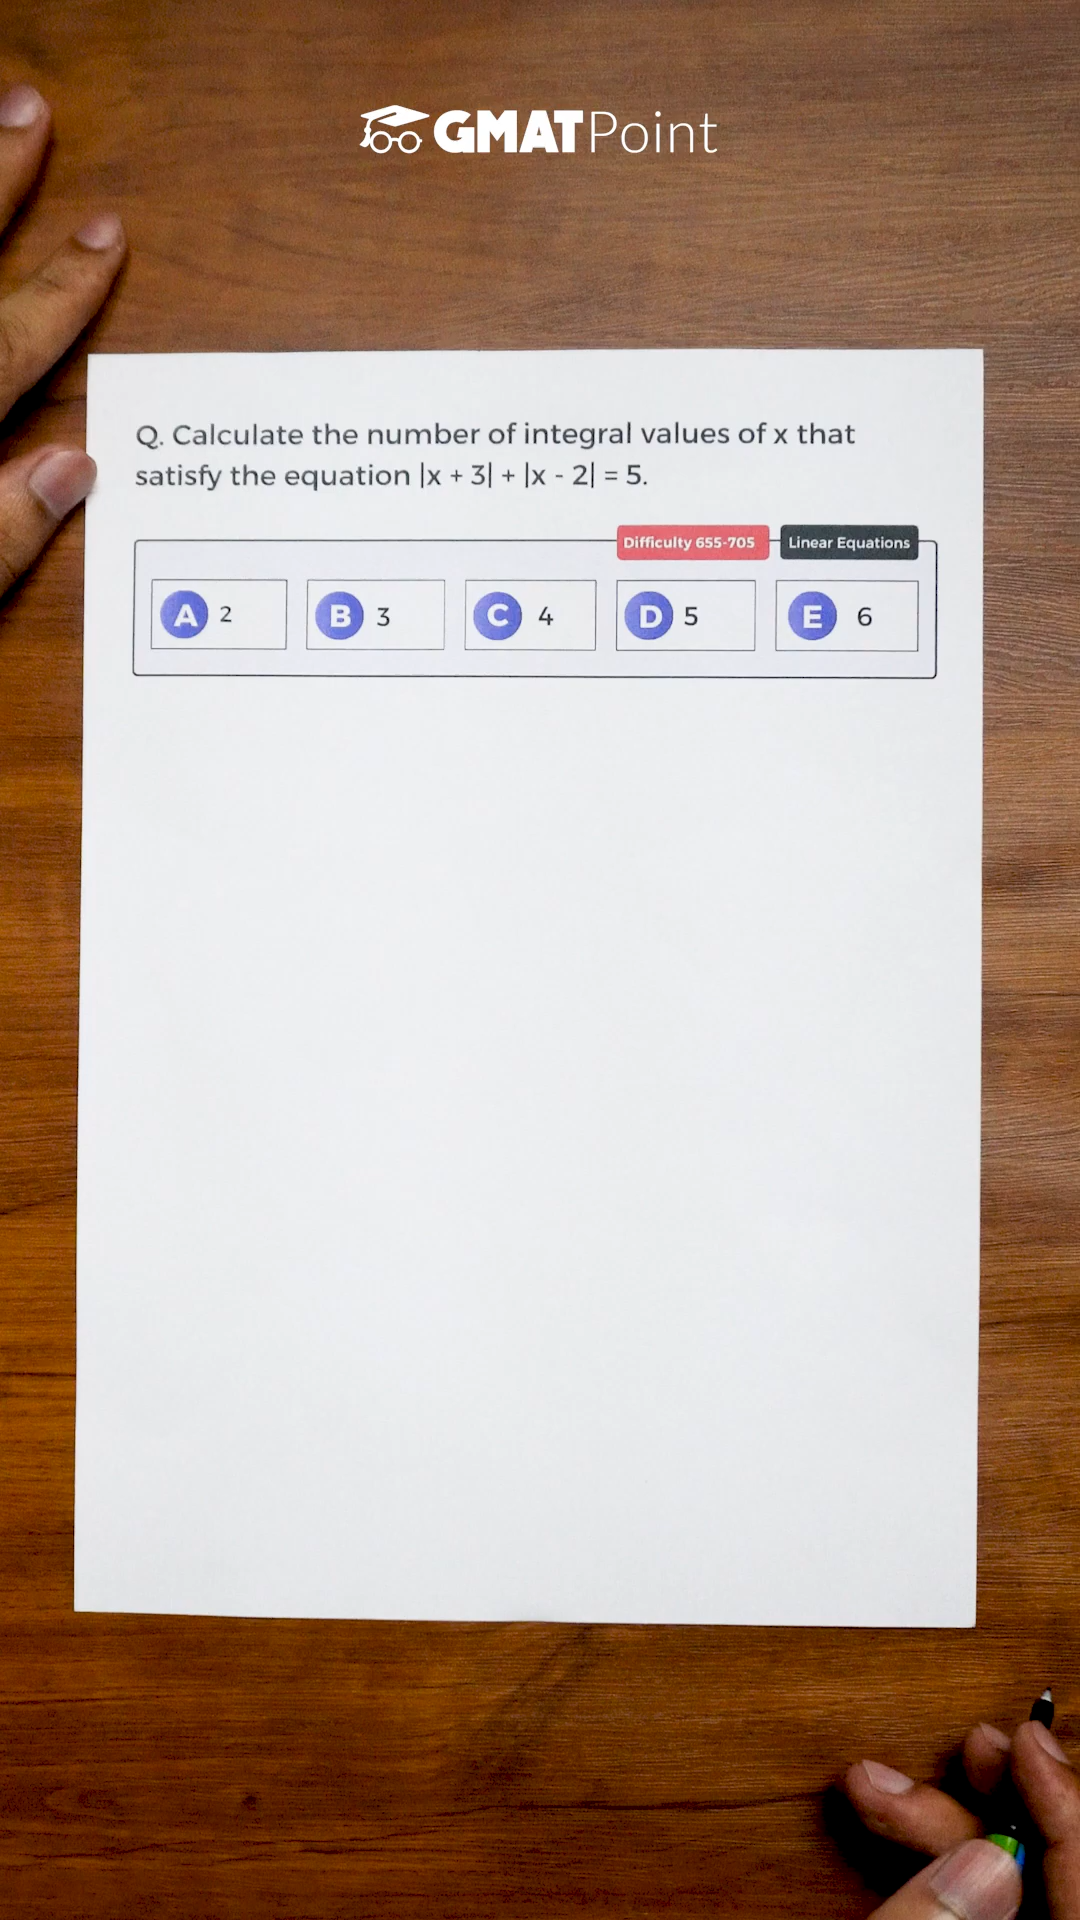 GMATPoint
Q. Calculate the number of integral values of x that
satisfy the equation |x + 3| + |x - 2| = 5.
Difficulty 655-705 Linear Equations
A 2 B 3 C 4 D 5 E 6